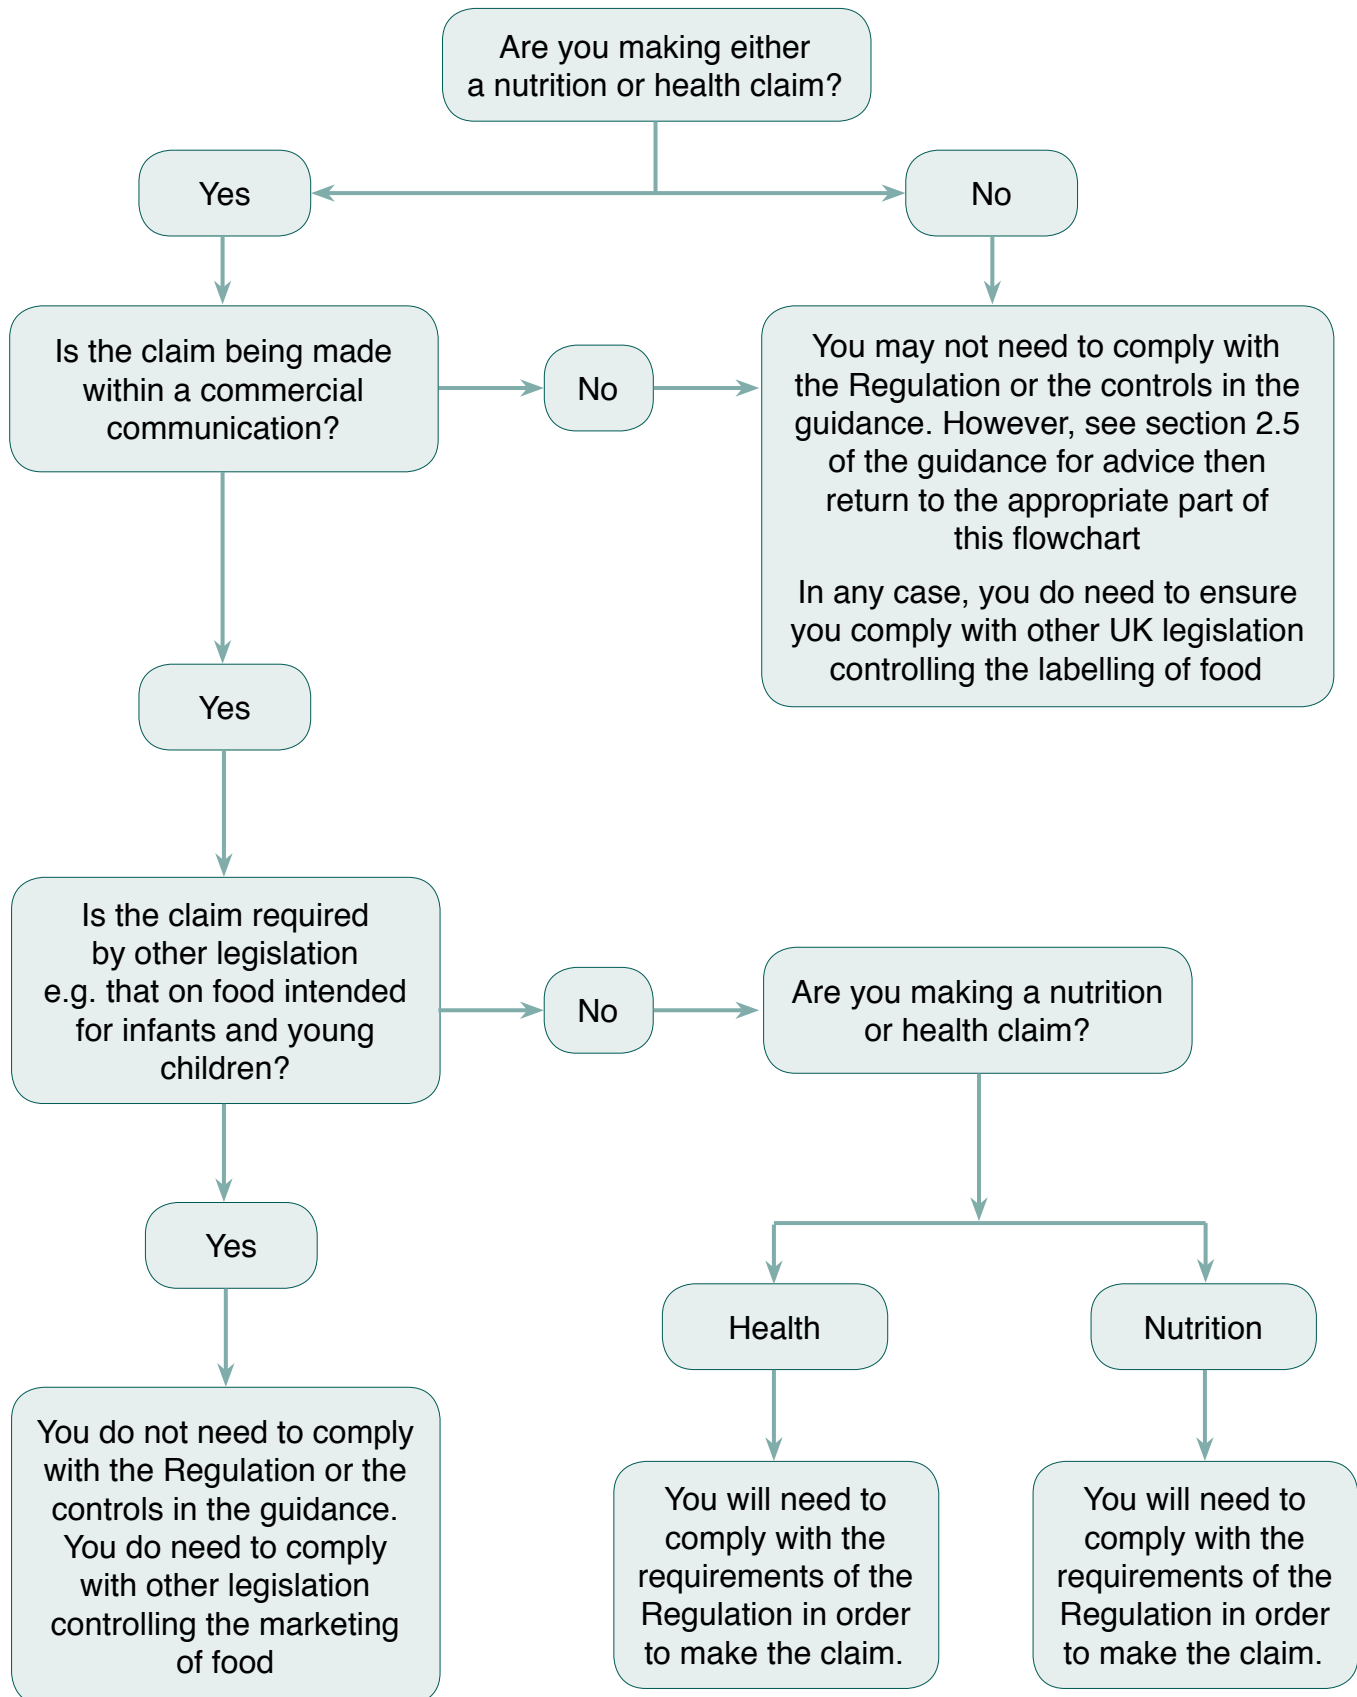 Are you making either
a nutrition or health claim?
Yes
No
Is the claim being made
within a commercial
communication?
No
You may not need to comply with
the Regulation or the controls in the
guidance. However, see section 2.5
of the guidance for advice then
return to the appropriate part of
this flowchart
In any case, you do need to ensure
you comply with other UK legislation
controlling the labelling of food
Yes
Is the claim required
by other legislation
e.g. that on food intended
for infants and young
children?
No
Are you making a nutrition
or health claim?
Yes
Health
Nutrition
You do not need to comply
with the Regulation or the
controls in the guidance.
You do need to comply
with other legislation
controlling the marketing
of food
You will need to
comply with the
requirements of the
Regulation in order
to make the claim.
You will need to
comply with the
requirements of the
Regulation in order
to make the claim.